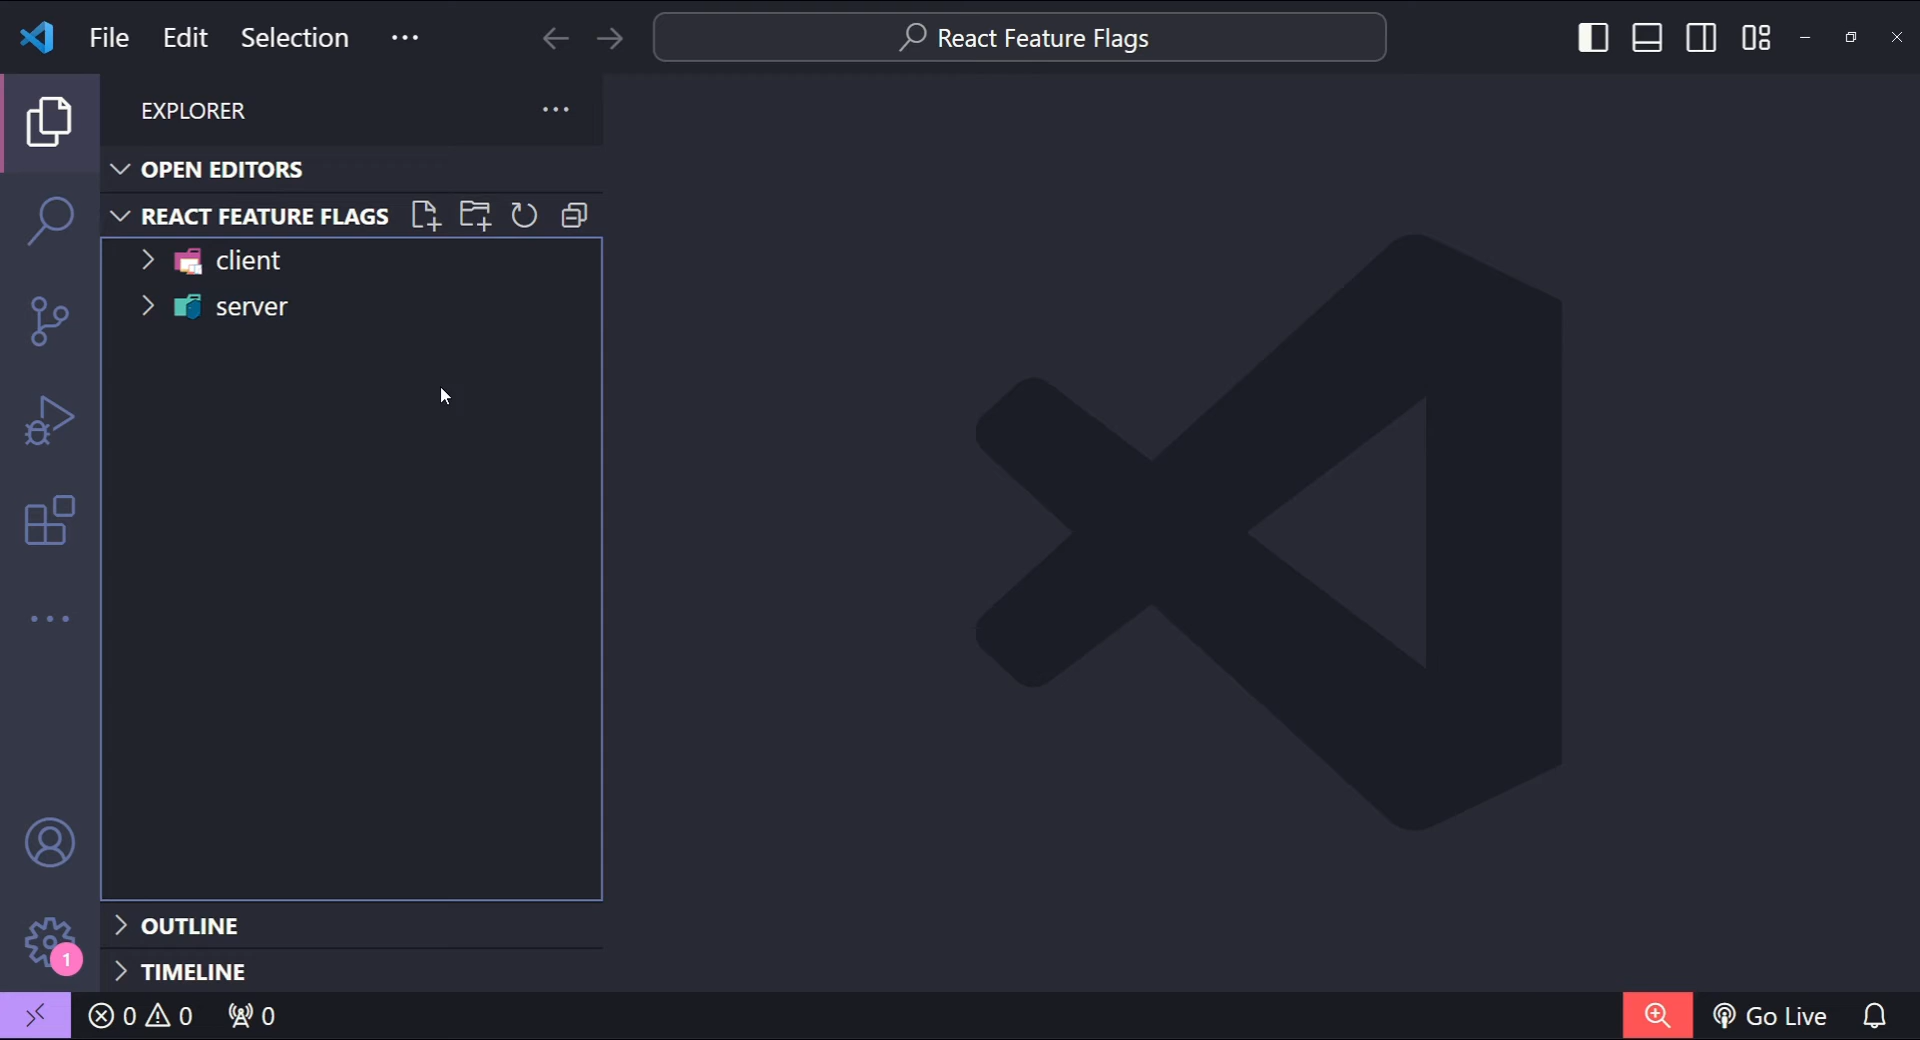 File Edit Selection ···
React Feature Flags
EXPLORER ···
OPEN EDITORS
REACT FEATURE FLAGS
client
server
OUTLINE
1
TIMELINE
0 0 0
Go Live